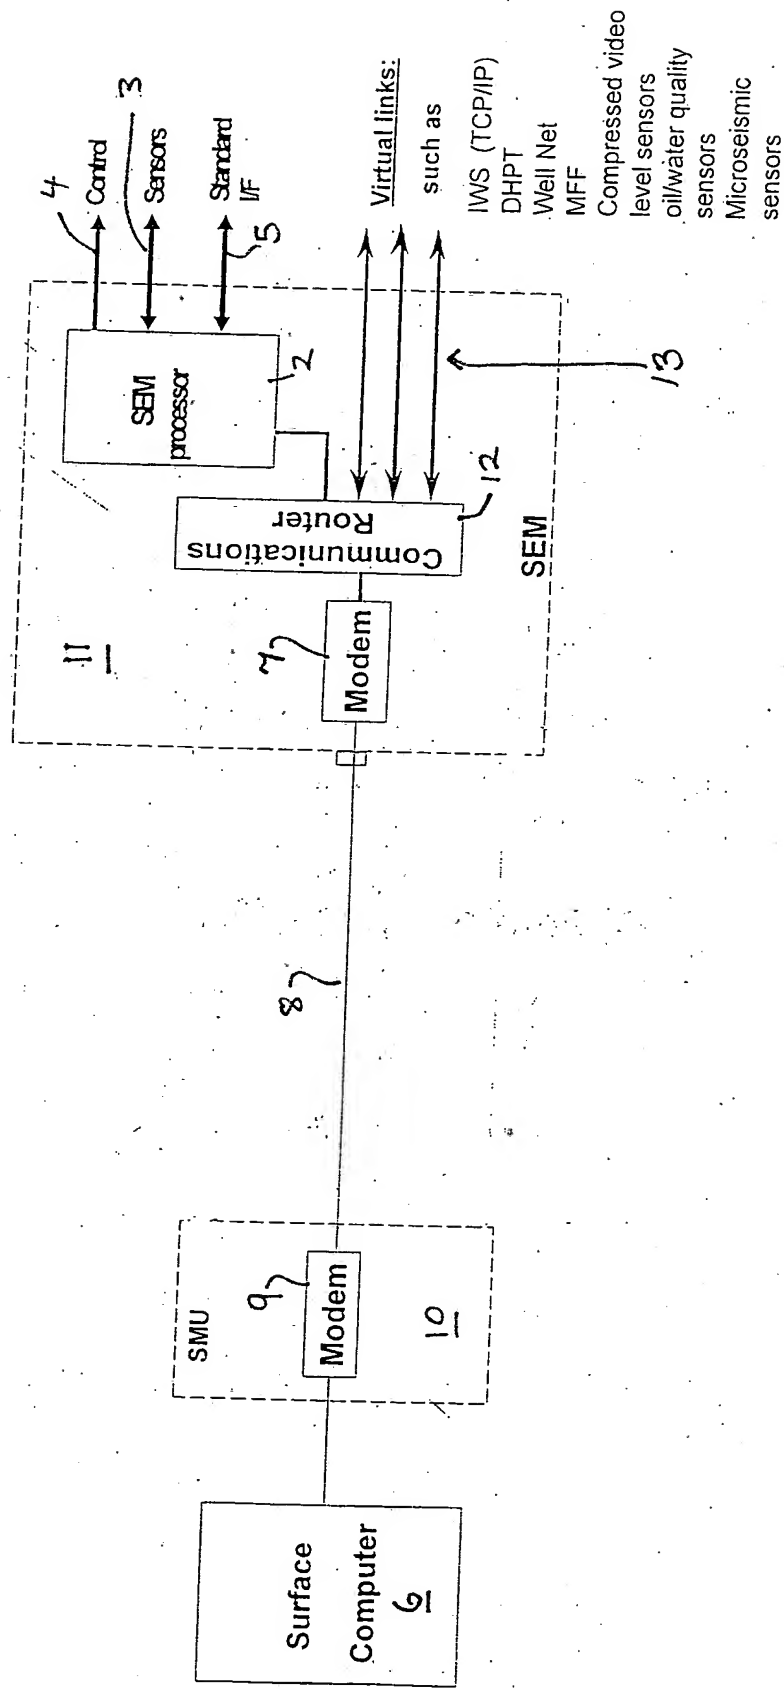 Surface
Computer
6
SMU
9
Modem
10
8
11
7
Modem
Communications
Router
12
SEM
processor
2
SEM
4
Control
3
Sensors
Standard
I/F
5
Virtual links:
such as
IWS (TCP/IP)
DHPT
Well Net
MFF
Compressed video
level sensors
oil/water quality
sensors
Microseismic
sensors
13